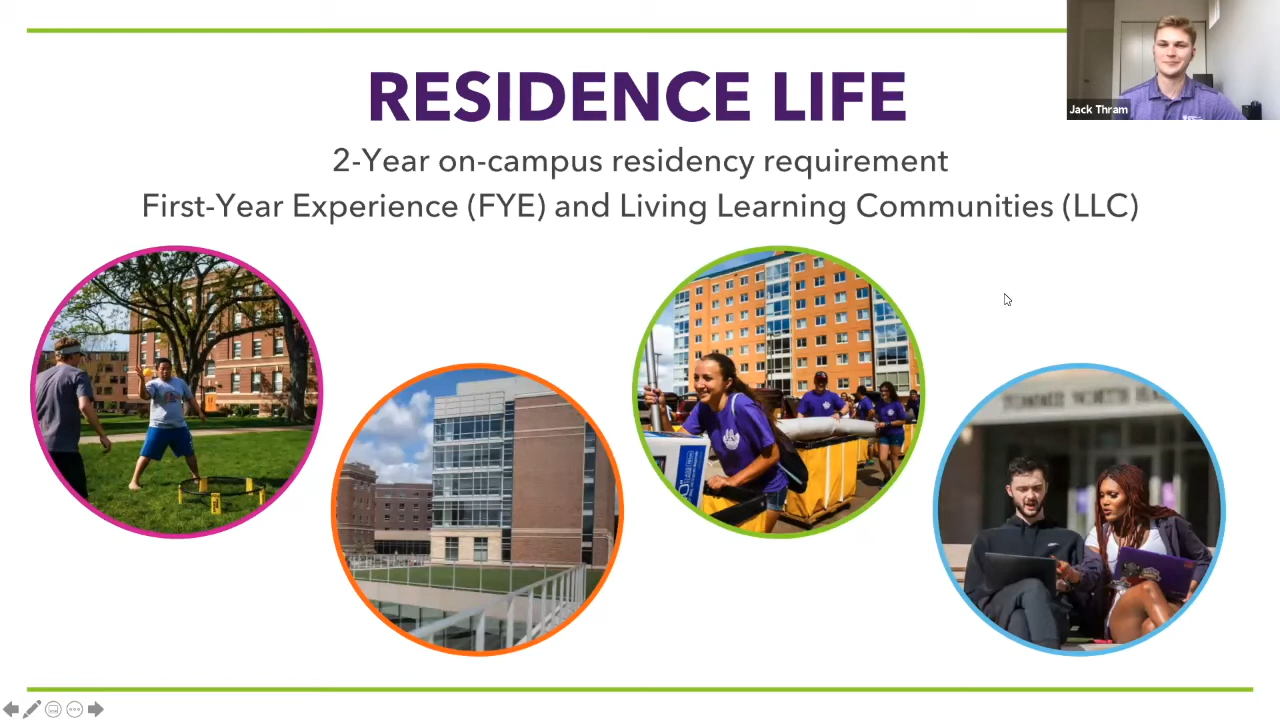 RESIDENCE LIFE
Jack Thram
2-Year on-campus residency requirement
First-Year Experience (FYE) and Living Learning Communities (LLC)